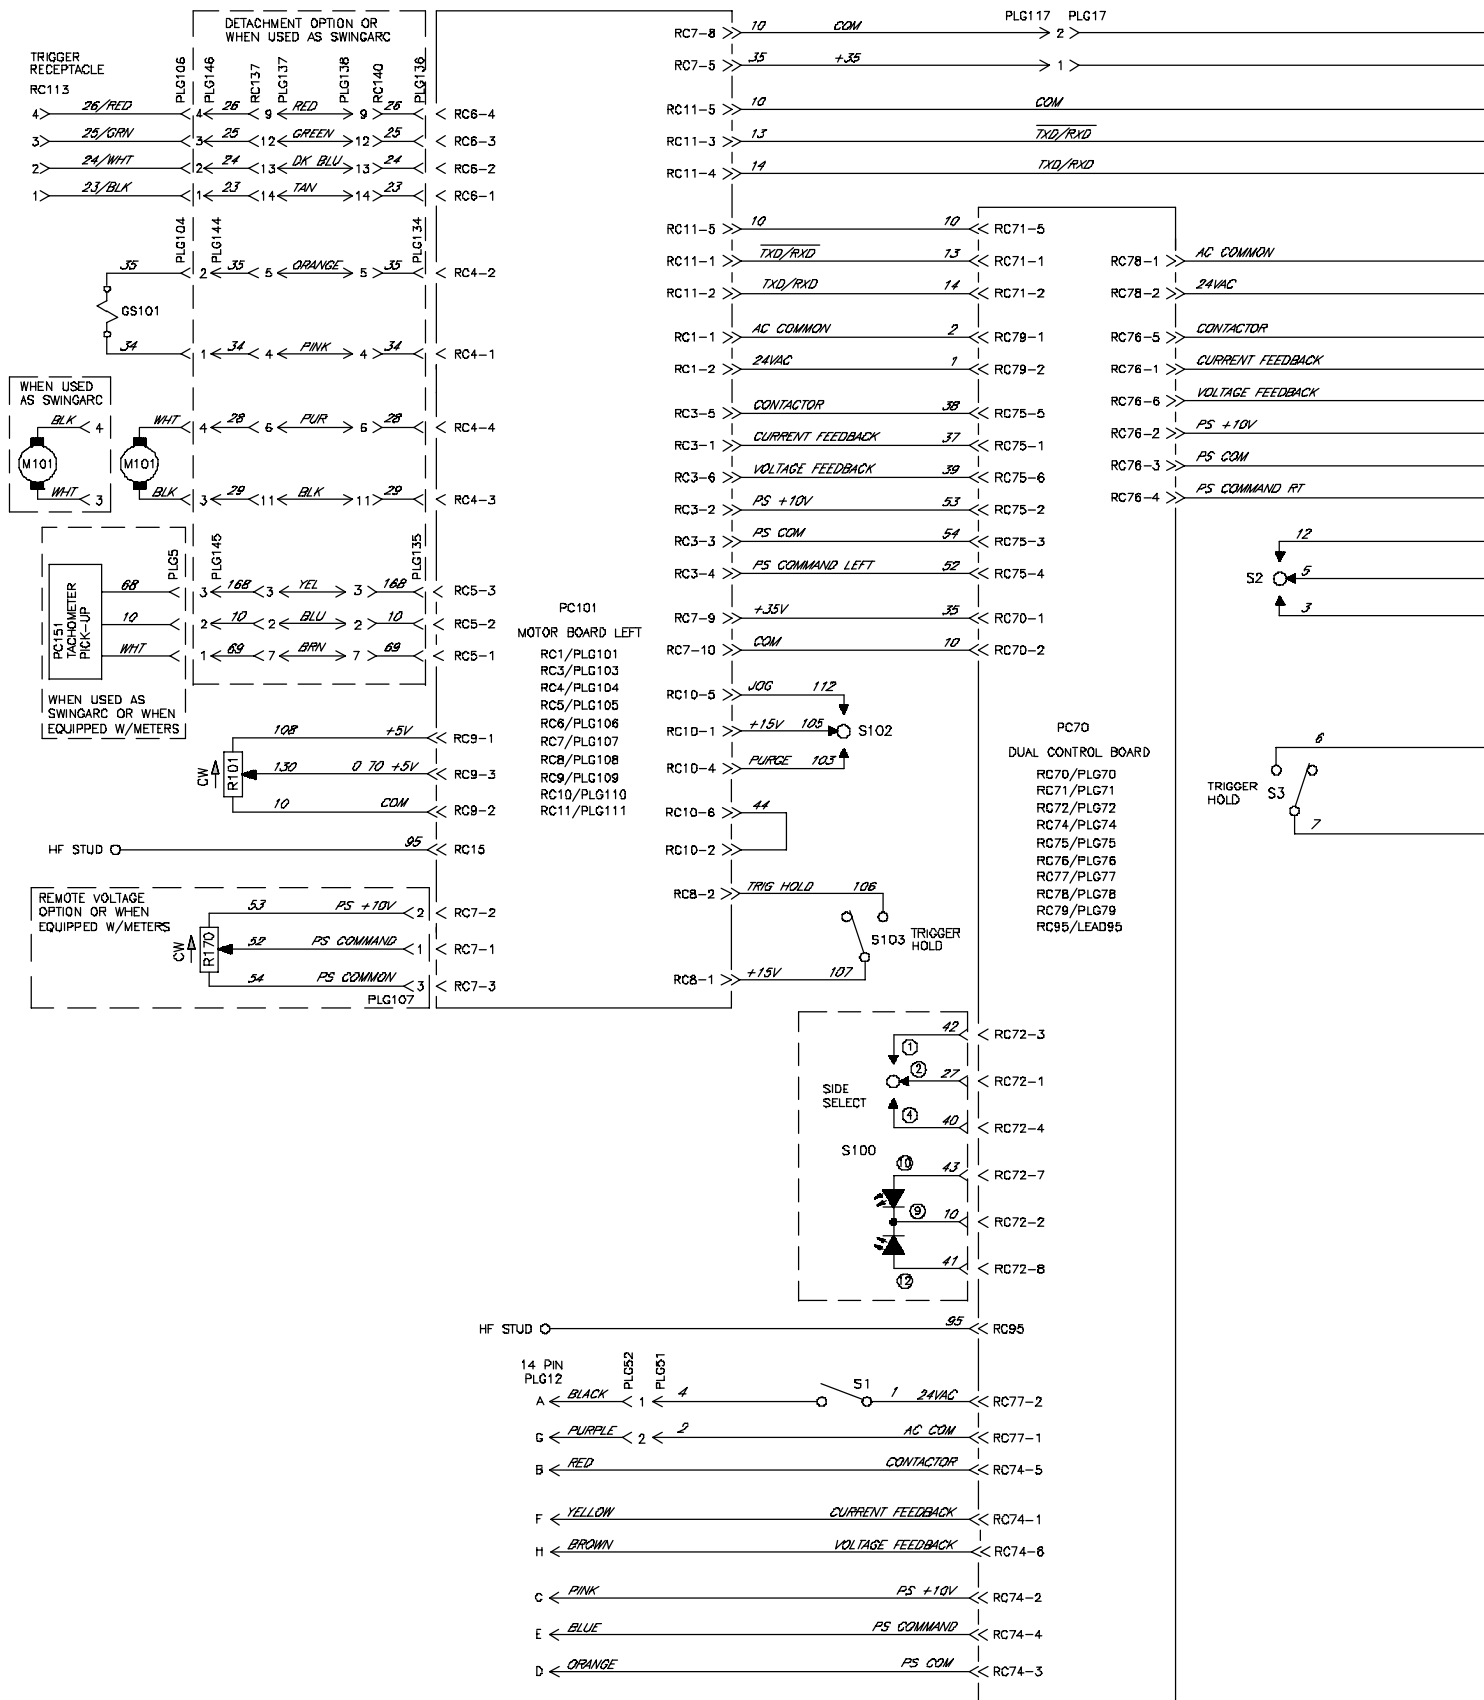 DETACHMENT OPTION OR
WHEN USED AS SWINGARC
TRIGGER
RECEPTACLE
RC113
PLG106 PLG146 RC137 PLG137 PLG138 RC140 PLG136
4 26/RED 4 26 9 RED 9 26 RC6-4
3 25/GRN 3 25 12 GREEN 12 25 RC6-3
2 24/WHT 2 24 13 DK BLU 13 24 RC6-2
1 23/BLK 1 23 14 TAN 14 23 RC6-1
PLG104 PLG144 PLG134
35 2 35 5 ORANGE 5 35 RC4-2
GS101
34 1 34 4 PINK 4 34 RC4-1
WHEN USED
AS SWINGARC
BLK 4 WHT 4 28 6 PUR 6 28 RC4-4
M101 M101
WHT 3 BLK 3 29 11 BLK 11 29 RC4-3
PLG5 PLG145 PLG135
PC151
TACHOMETER
PICK-UP
68 3 16B 3 YEL 3 16B RC5-3
10 2 10 2 BLU 2 10 RC5-2
WHT 1 69 7 BRN 7 69 RC5-1
WHEN USED AS
SWINGARC OR WHEN
EQUIPPED W/METERS
108 +5V RC9-1
CW R101 130 0 TO +5V RC9-3
10 COM RC9-2
HF STUD 95 RC15
REMOTE VOLTAGE
OPTION OR WHEN
EQUIPPED W/METERS
53 PS +10V 2 RC7-2
CW R170 52 PS COMMAND 1 RC7-1
54 PS COMMON 3 RC7-3
PLG107
PC101
MOTOR BOARD LEFT
RC1/PLG101
RC3/PLG103
RC4/PLG104
RC5/PLG105
RC6/PLG106
RC7/PLG107
RC8/PLG108
RC9/PLG109
RC10/PLG110
RC11/PLG111
PLG117 PLG17
RC7-8 10 COM 2
RC7-5 35 +35 1
RC11-5 10 COM
RC11-3 13 TXD/RXD
RC11-4 14 TXD/RXD
RC11-5 10 10 RC71-5
RC11-1 TXD/RXD 13 RC71-1
RC11-2 TXD/RXD 14 RC71-2
RC1-1 AC COMMON 2 RC79-1
RC1-2 24VAC 1 RC79-2
RC3-5 CONTACTOR 38 RC75-5
RC3-1 CURRENT FEEDBACK 37 RC75-1
RC3-6 VOLTAGE FEEDBACK 39 RC75-6
RC3-2 PS +10V 53 RC75-2
RC3-3 PS COM 54 RC75-3
RC3-4 PS COMMAND LEFT 52 RC75-4
RC7-9 +35V 35 RC70-1
RC7-10 COM 10 RC70-2
RC10-5 JOG 112
RC10-1 +15V 105 S102
RC10-4 PURGE 103
RC10-6 44
RC10-2
RC8-2 TRIG HOLD 106
S103 TRIGGER
HOLD
RC8-1 +15V 107
PC70
DUAL CONTROL BOARD
RC70/PLG70
RC71/PLG71
RC72/PLG72
RC74/PLG74
RC75/PLG75
RC76/PLG76
RC77/PLG77
RC78/PLG78
RC79/PLG79
RC95/LEAD95
RC78-1 AC COMMON
RC78-2 24VAC
RC76-5 CONTACTOR
RC76-1 CURRENT FEEDBACK
RC76-6 VOLTAGE FEEDBACK
RC76-2 PS +10V
RC76-3 PS COM
RC76-4 PS COMMAND RT
12
S2 5
3
6
TRIGGER
HOLD S3
7
42 RC72-3
1
2 27 RC72-1
SIDE
SELECT
4
40 RC72-4
S100
10 43 RC72-7
9 10 RC72-2
41 RC72-8
12
HF STUD 95 RC95
14 PIN
PLG12
PLG52 PLG51
A BLACK 1 4 S1 1 24VAC RC77-2
G PURPLE 2 2 AC COM RC77-1
B RED CONTACTOR RC74-5
F YELLOW CURRENT FEEDBACK RC74-1
H BROWN VOLTAGE FEEDBACK RC74-6
C PINK PS +10V RC74-2
E BLUE PS COMMAND RC74-4
D ORANGE PS COM RC74-3